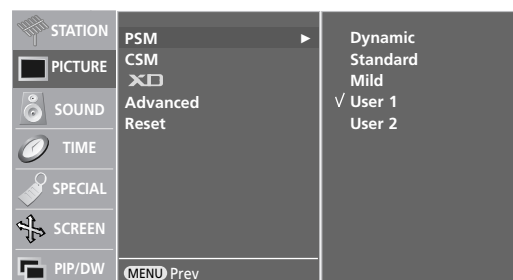 STATION
PICTURE
SOUND
TIME
SPECIAL
SCREEN
PIP/DW
PSM
CSM
XD
Advanced
Reset
MENU Prev
Dynamic
Standard
Mild
√ User 1
User 2